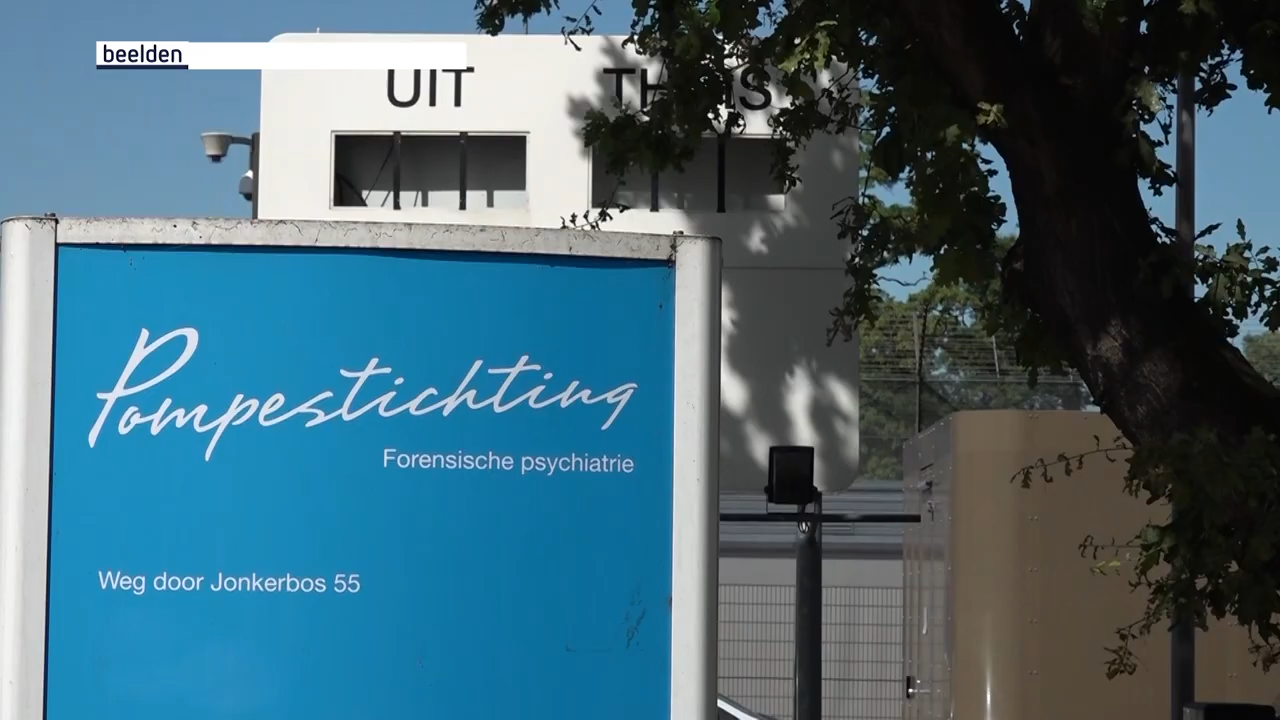 beelden
UIT
Pompestichting
Forensische psychiatrie
Weg door Jonkerbos 55